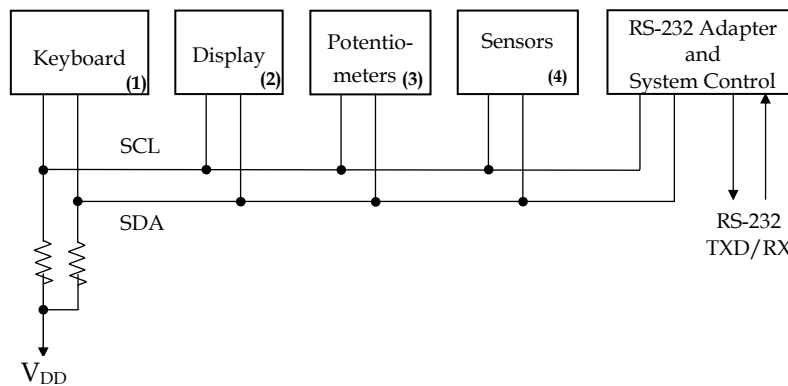 Keyboard
(1)
Display
(2)
Potentio-
meters (3)
Sensors
(4)
RS-232 Adapter
and
System Control
SCL
SDA
RS-232
TXD/RX
VDD